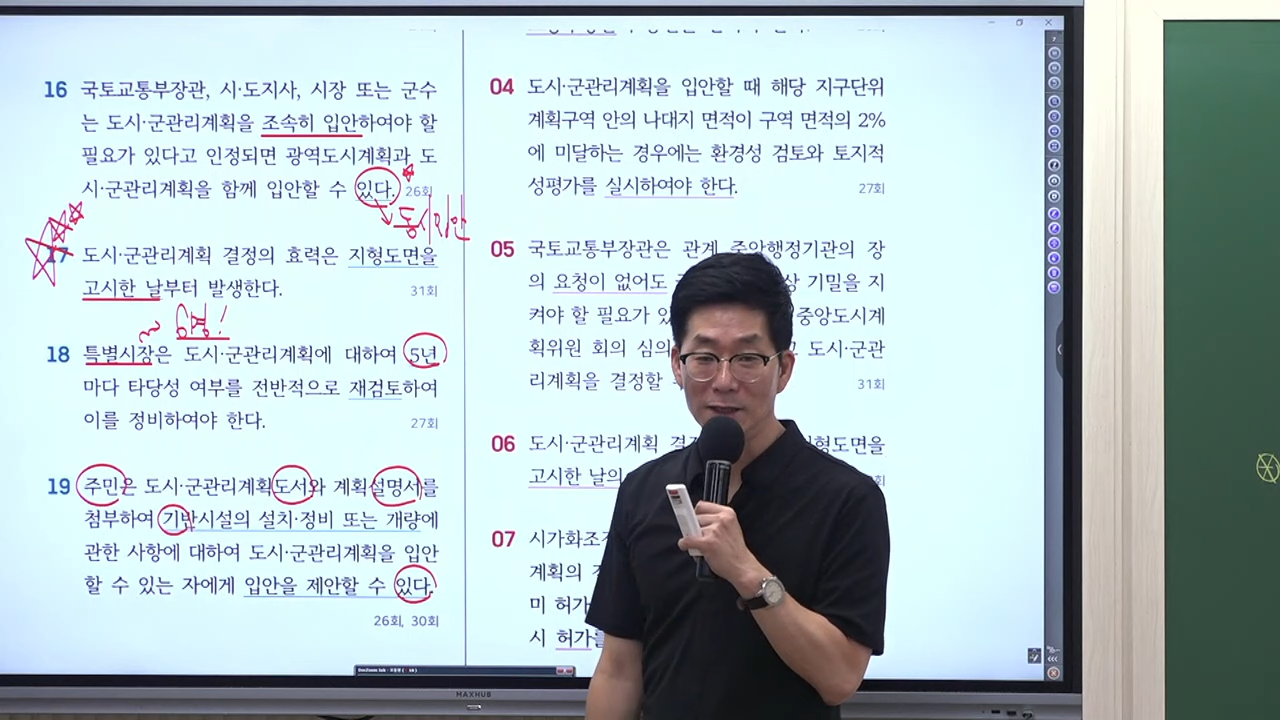 16 국토교통부장관, 시·도지사, 시장 또는 군수
는 도시·군관리계획을 조속히 입안하여야 할
필요가 있다고 인정되면 광역도시계획과 도
시·군관리계획을 함께 입안할 수 있다. 26회
동시입안
17 도시·군관리계획 결정의 효력은 지형도면을
고시한 날부터 발생한다. 31회
18 특별시장은 도시·군관리계획에 대하여 5년
마다 타당성 여부를 전반적으로 재검토하여
이를 정비하여야 한다. 27회
19 주민은 도시·군관리계획도서와 계획설명서를
첨부하여 기반시설의 설치·정비 또는 개량에
관한 사항에 대하여 도시·군관리계획을 입안
할 수 있는 자에게 입안을 제안할 수 있다.
26회, 30회
04 도시·군관리계획을 입안할 때 해당 지구단위
계획구역 안의 나대지 면적이 구역 면적의 2%
에 미달하는 경우에는 환경성 검토와 토지적
성평가를 실시하여야 한다. 27회
05 국토교통부장관은 관계 중앙행정기관의 장
의 요청이 없어도 상 기밀을 지
켜야 할 필요가 중앙도시계
획위원 회의 심의 도시·군관
리계획을 결정할 31회
06 도시·군관리계획 지형도면을
고시한 날의
07 시가화조
계획의
미 허가
시 허가를
MAXHUB